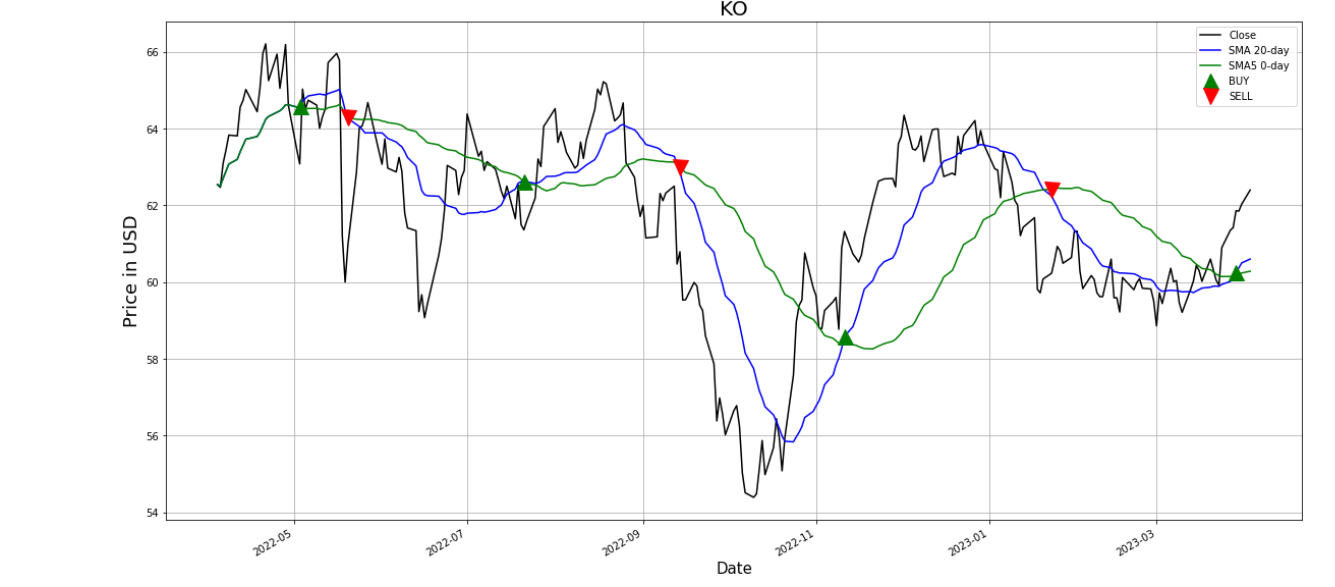 KO
Close
SMA 20-day
SMA5 0-day
BUY
SELL
66
64
62
60
58
56
54
Price in USD
2022-05
2022-07
2022-09
2022-11
2023-01
2023-03
Date